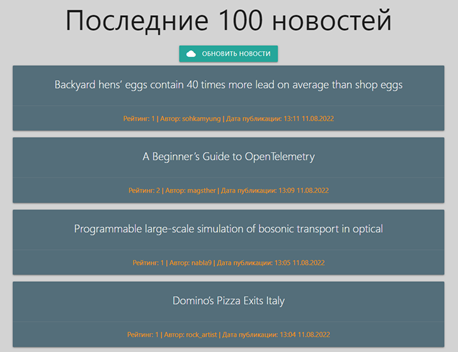 Последние 100 новостей
ОБНОВИТЬ НОВОСТИ
Backyard hens’ eggs contain 40 times more lead on average than shop eggs
Рейтинг: 1 | Автор: sohkamyung | Дата публикации: 13:11 11.08.2022
A Beginner’s Guide to OpenTelemetry
Рейтинг: 2 | Автор: magsther | Дата публикации: 13:09 11.08.2022
Programmable large-scale simulation of bosonic transport in optical
Рейтинг: 1 | Автор: nabla9 | Дата публикации: 13:05 11.08.2022
Domino’s Pizza Exits Italy
Рейтинг: 1 | Автор: rock_artist | Дата публикации: 13:04 11.08.2022